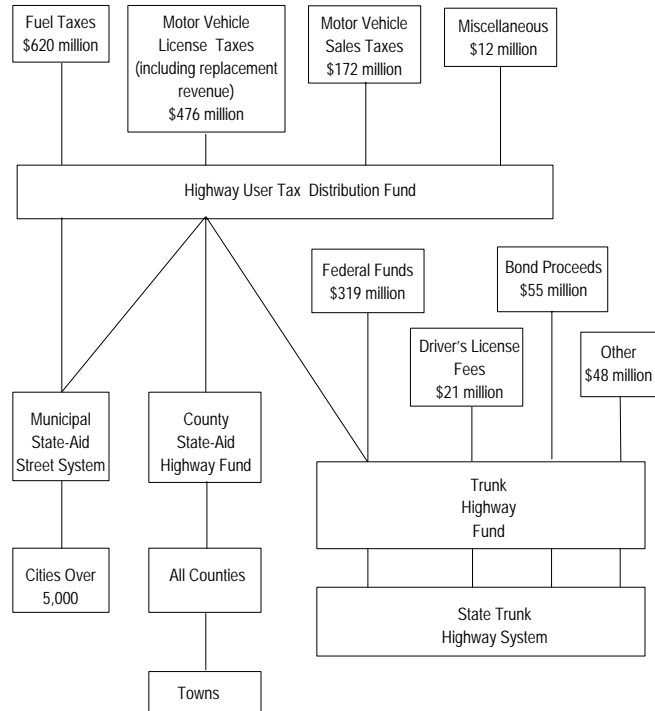 Fuel Taxes
$620 million
Motor Vehicle
License Taxes
(including replacement
revenue)
$476 million
Motor Vehicle
Sales Taxes
$172 million
Miscellaneous
$12 million
Highway User Tax Distribution Fund
Federal Funds
$319 million
Bond Proceeds
$55 million
Driver's License
Fees
$21 million
Other
$48 million
Municipal
State-Aid
Street System
County
State-Aid
Highway Fund
Trunk
Highway
Fund
Cities Over
5,000
All Counties
State Trunk
Highway System
Towns